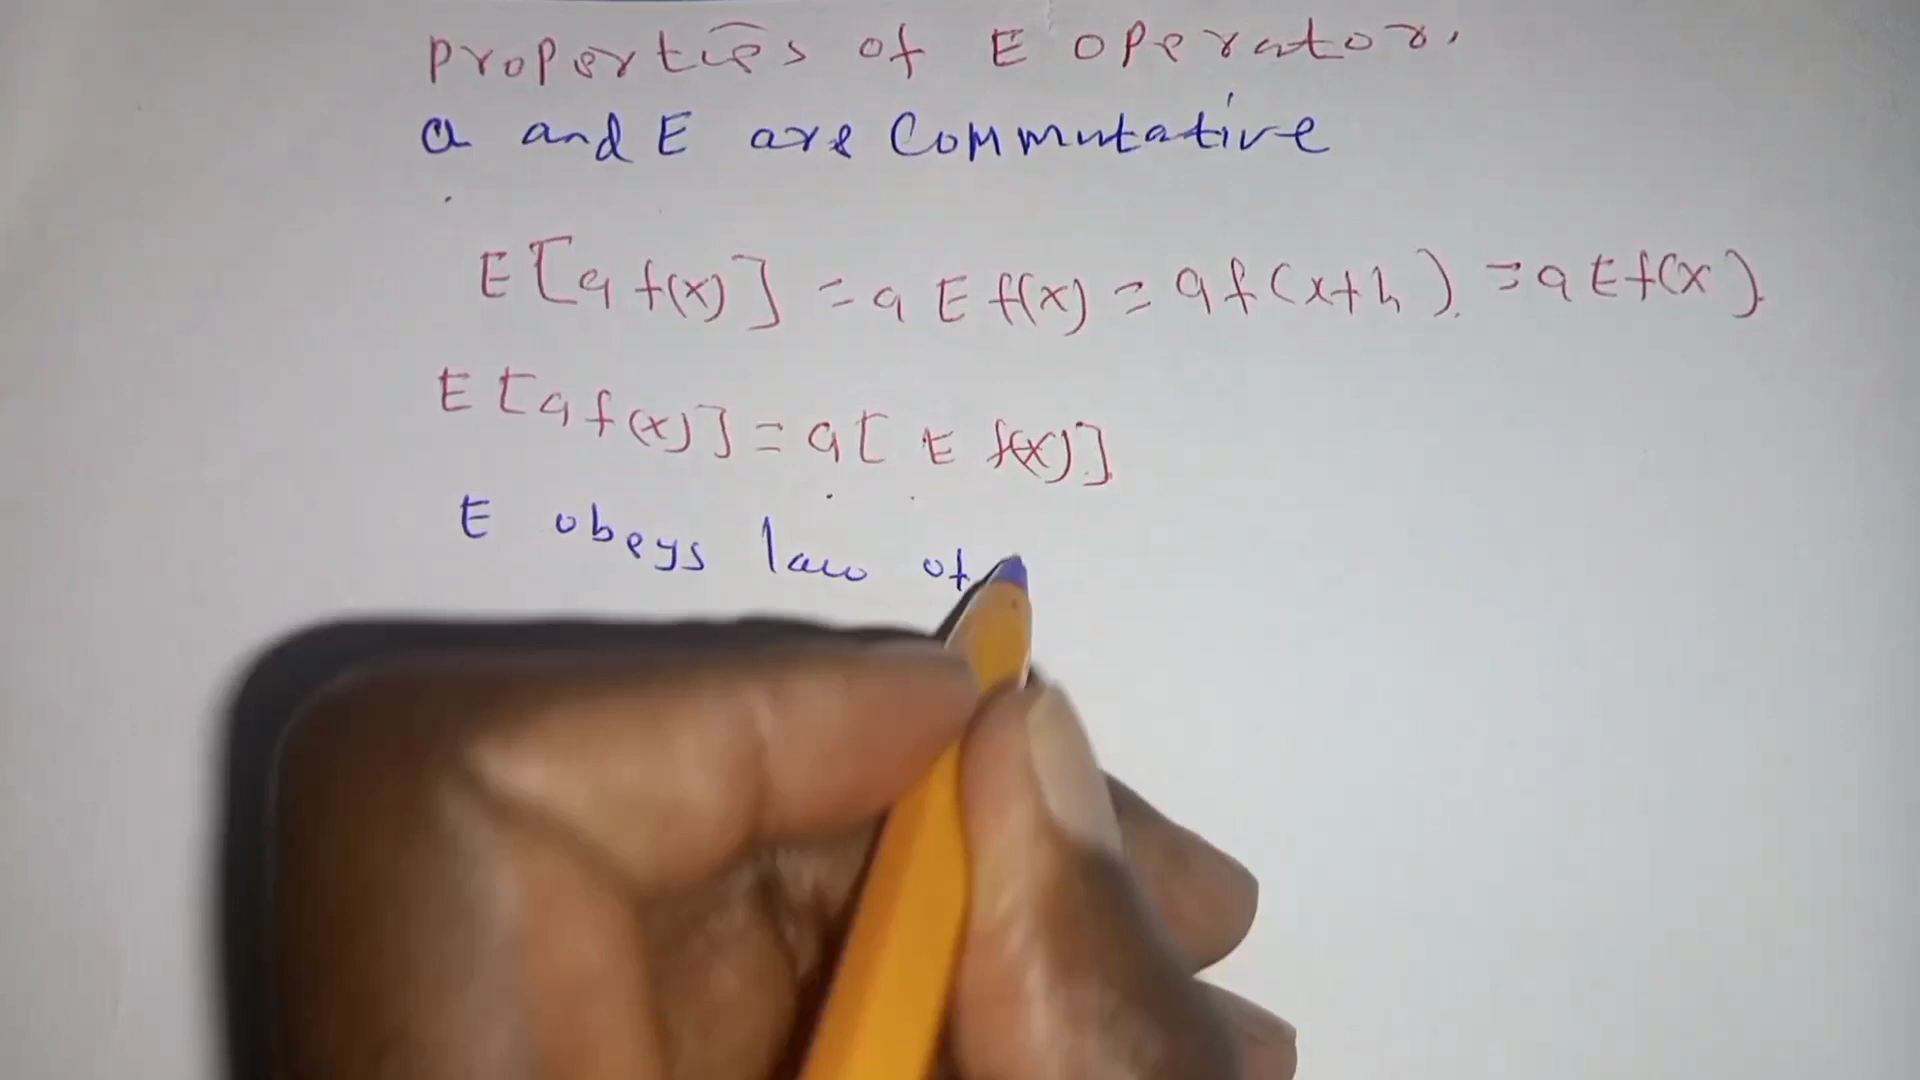 Properties of E Operator.
a and E are Commutative
E[a f(x)] = a E f(x) = a f(x+h) = a E f(x)
E[a f(x)] = a[E f(x)]
E obeys law of